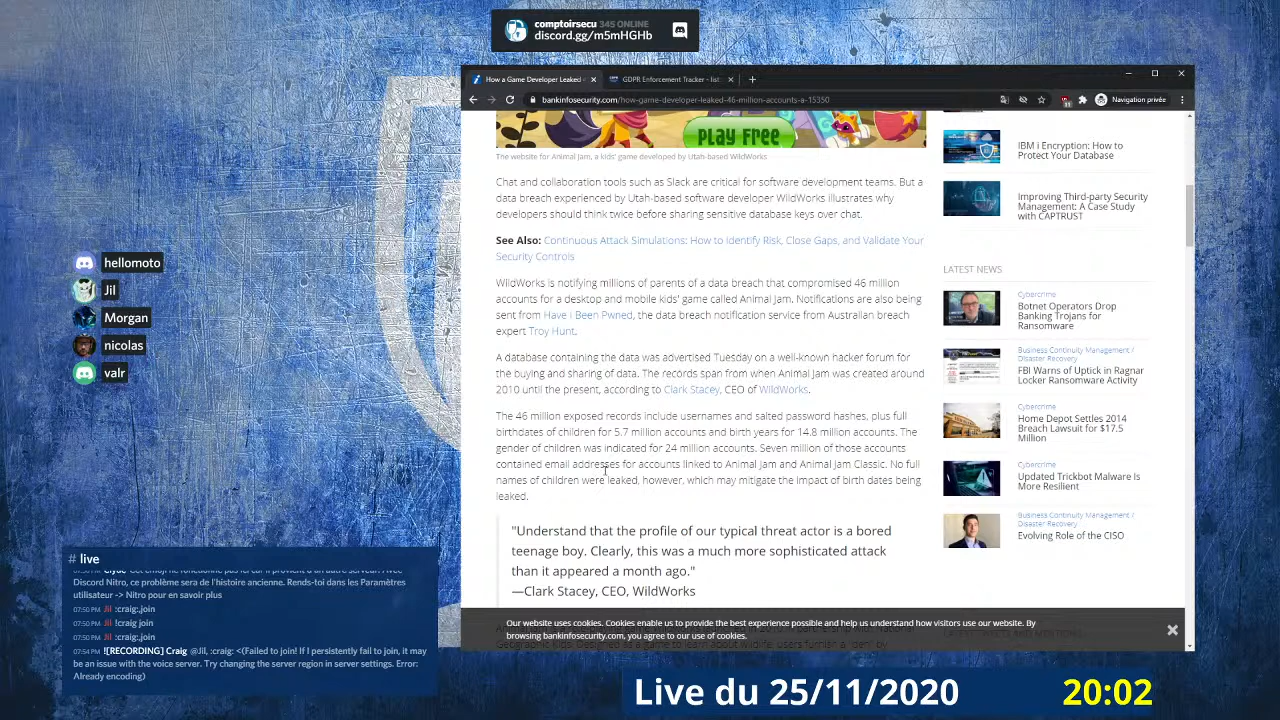 comptoirsecu 345 ONLINE
discord.gg/m5mHGHb
How a Game Developer Leaked
GDPR Enforcement Tracker - list
bankinfosecurity.com/how-game-developer-leaked-46-million-accounts-a-15350
Navigation privée
PLAY FREE
The website for Animal Jam, a kids' game developed by Utah-based WildWorks
Chat and collaboration tools such as Slack are critical for software development teams. But a
data breach experienced by Utah-based software developer WildWorks illustrates why
developers should think twice before sharing sensitive database keys over chat.
See Also: Continuous Attack Simulations: How to Identify Risk, Close Gaps, and Validate Your
Security Controls
WildWorks is notifying millions of parents of a data breach that compromised 46 million
accounts for a desktop and mobile kids' game called Animal Jam. Notifications are also being
sent from Have I Been Pwned, the data breach notification service from Australian breach
expert Troy Hunt.
A database containing the data was advertised Tuesday on a well-known hacker forum for
the buying and sharing of data. The records range from when Animal Jam was created around
2010 until the present, according to Clark Stacey, CEO of WildWorks.
The 46 million exposed records include usernames and salted password hashes, plus full
birthdates of children for 5.7 million accounts and birth years for 14.8 million accounts. The
gender of children was indicated for 24 million accounts. Seven million of those accounts
contained email addresses for accounts linked to Animal Jam and Animal Jam Classic. No full
names of children were leaked, however, which may mitigate the impact of birth dates being
leaked.
"Understand that the profile of our typical threat actor is a bored
teenage boy. Clearly, this was a much more sophisticated attack
than it appeared a month ago."
—Clark Stacey, CEO, WildWorks
IBM i Encryption: How to
Protect Your Database
Improving Third-party Security
Management: A Case Study
with CAPTRUST
LATEST NEWS
Cybercrime
Botnet Operators Drop
Banking Trojans for
Ransomware
Business Continuity Management /
Disaster Recovery
FBI Warns of Uptick in Ragnar
Locker Ransomware Activity
Cybercrime
Home Depot Settles 2014
Breach Lawsuit for $17.5
Million
Cybercrime
Updated Trickbot Malware Is
More Resilient
Business Continuity Management /
Disaster Recovery
Evolving Role of the CISO
Our website uses cookies. Cookies enable us to provide the best experience possible and help us understand how visitors use our website. By
browsing bankinfosecurity.com, you agree to our use of cookies.
hellomoto
Jil
Morgan
nicolas
valr
# live
Discord Nitro, ce problème sera de l'histoire ancienne. Rends-toi dans les Paramètres
utilisateur -> Nitro pour en savoir plus
07:50 PM Jil :craig:,join
07:50 PM Jil !craig join
07:50 PM Jil :craig:,join
07:54 PM ![RECORDING] Craig @Jil, :craig: <(Failed to join! If I persistently fail to join, it may
be an issue with the voice server. Try changing the server region in server settings. Error:
Already encoding)
Live du 25/11/2020
20:02